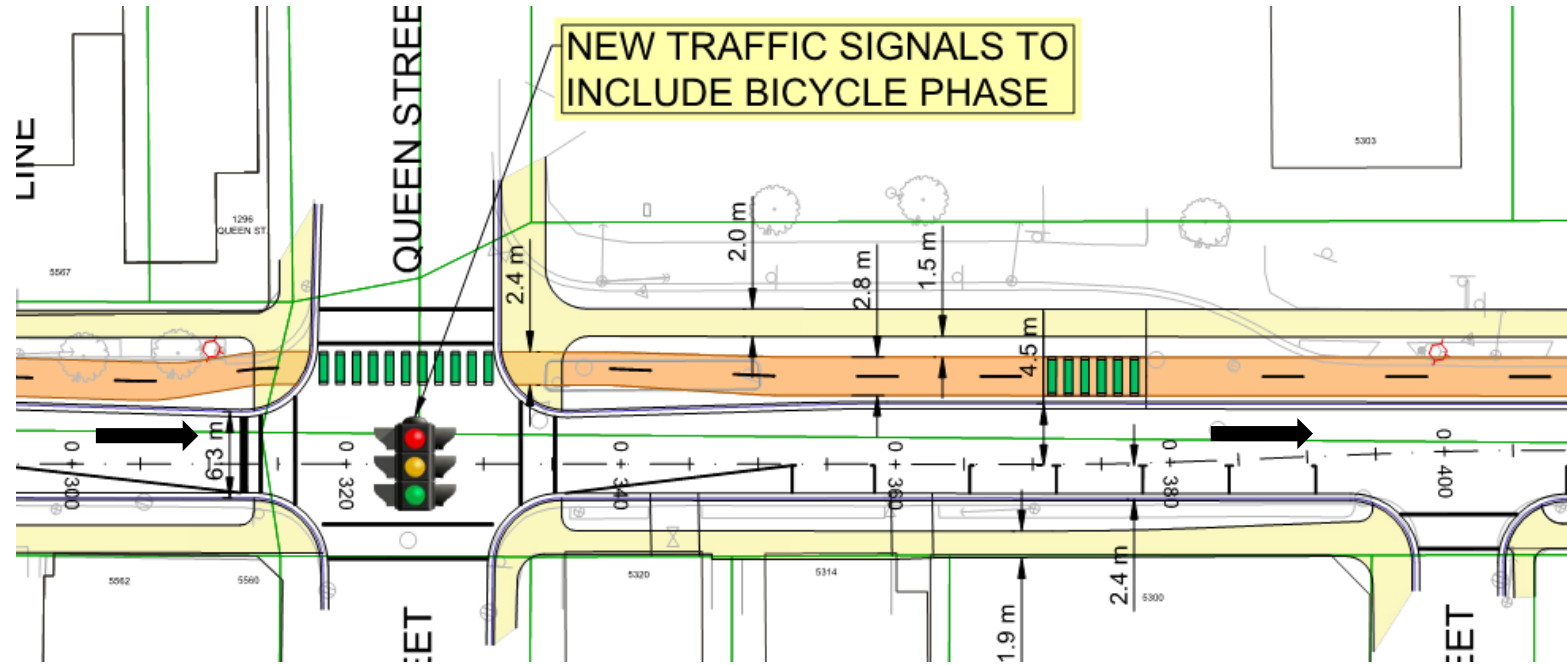 NEW TRAFFIC SIGNALS TO
INCLUDE BICYCLE PHASE
LINE
QUEEN STREE
5303
1296
QUEEN ST
5567
2.4 m
2.0 m
2.8 m
1.5 m
4.5 m
6.3 m
0+300
0+320
0+340
0+360
0+380
0+400
5562
5560
EET
5320
5314
1.9 m
2.4 m
5300
EET